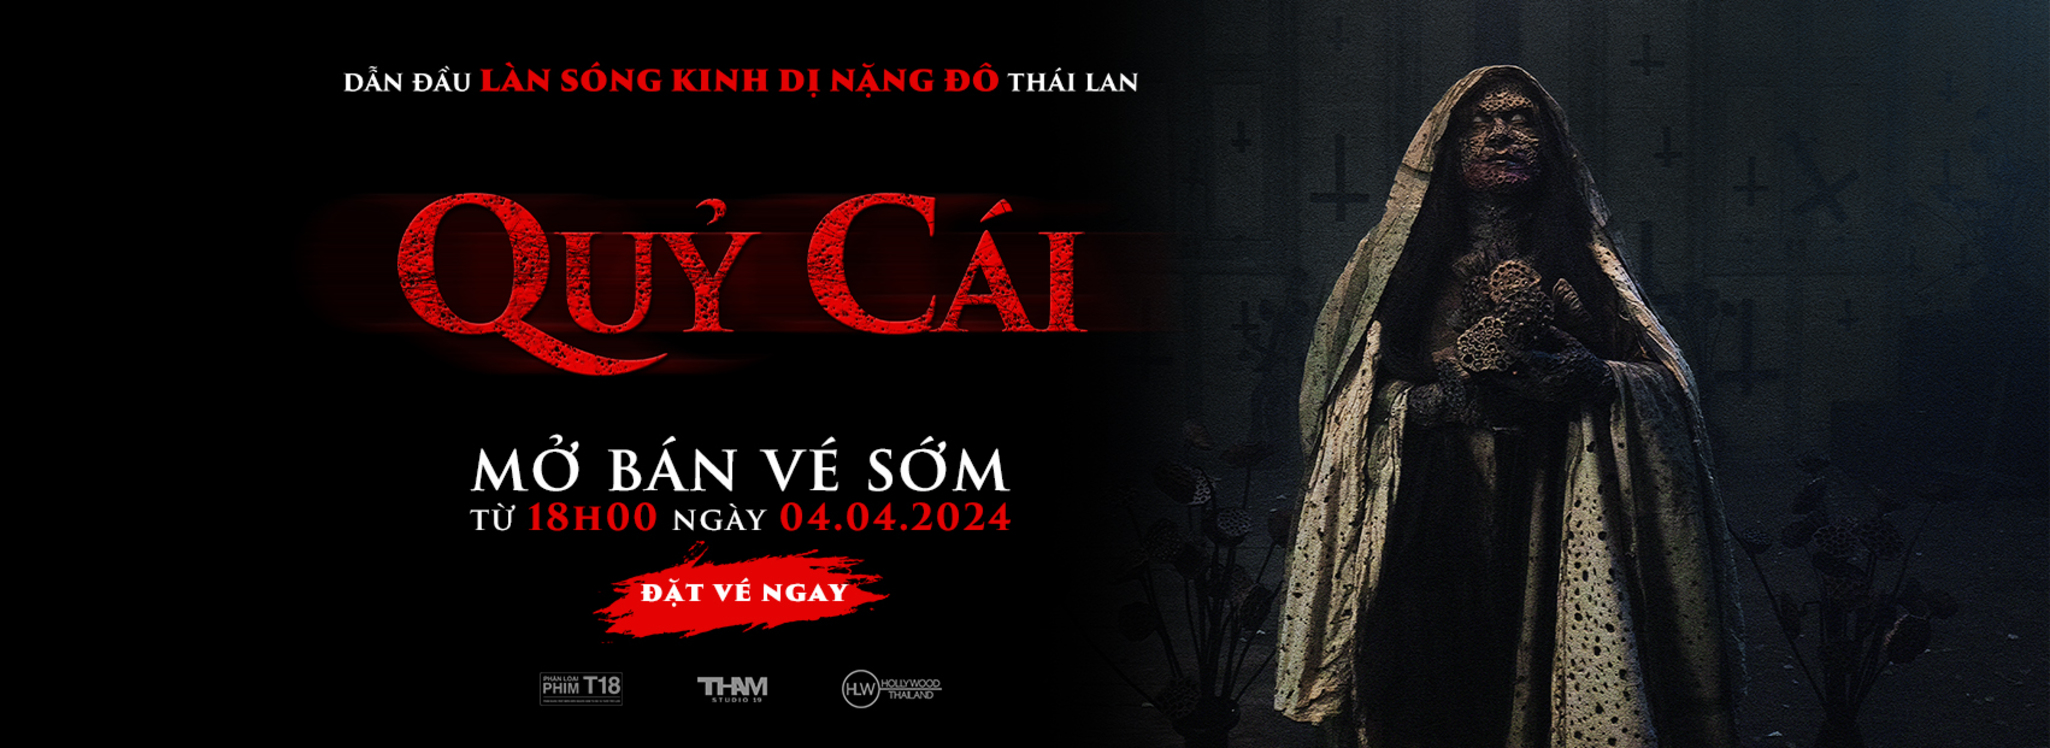 DẪN ĐẦU LÀN SÓNG KINH DỊ NẶNG ĐÔ THÁI LAN
QUỶ CÁI
MỞ BÁN VÉ SỚM
TỪ 18H00 NGÀY 04.04.2024
ĐẶT VÉ NGAY
PHÂN LOẠI
PHIM T18
THAM
STUDIO 19
HLW HOLLYWOOD
THAILAND